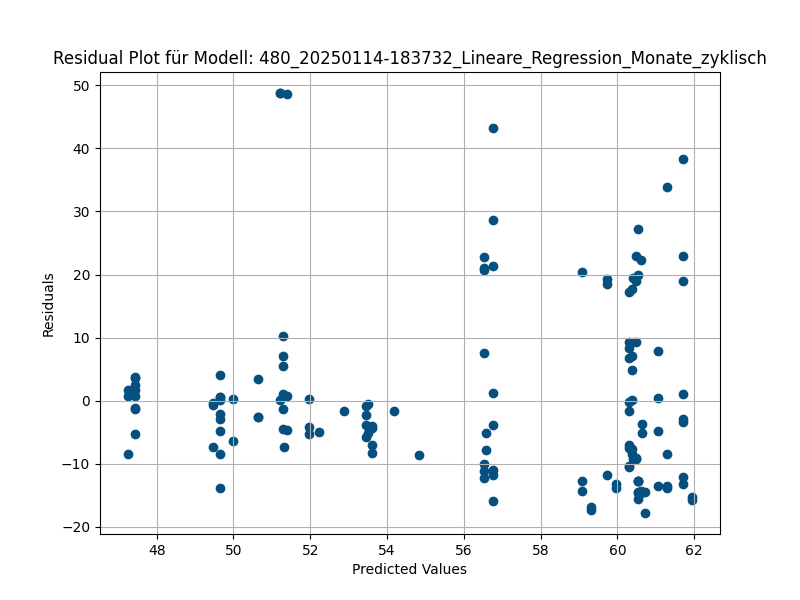 Residual Plot für Modell: 480_20250114-183732_Lineare_Regression_Monate_zyklisch
50
40
30
20
10
0
−10
−20
Residuals
48 50 52 54 56 58 60 62
Predicted Values